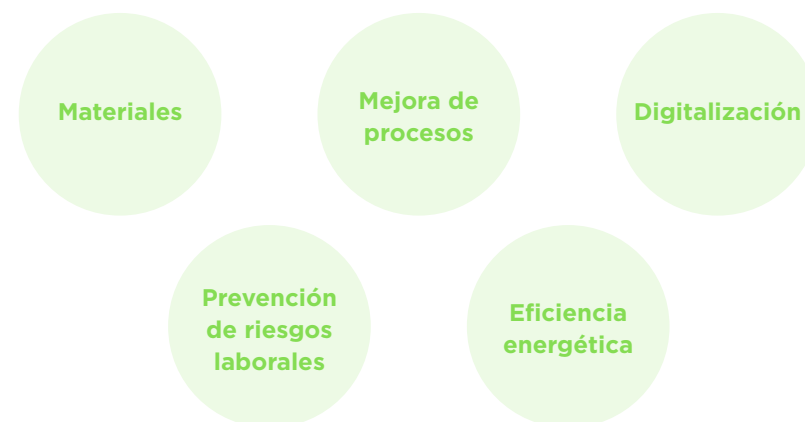 Materiales
Mejora de
procesos
Digitalización
Prevención
de riesgos
laborales
Eficiencia
energética